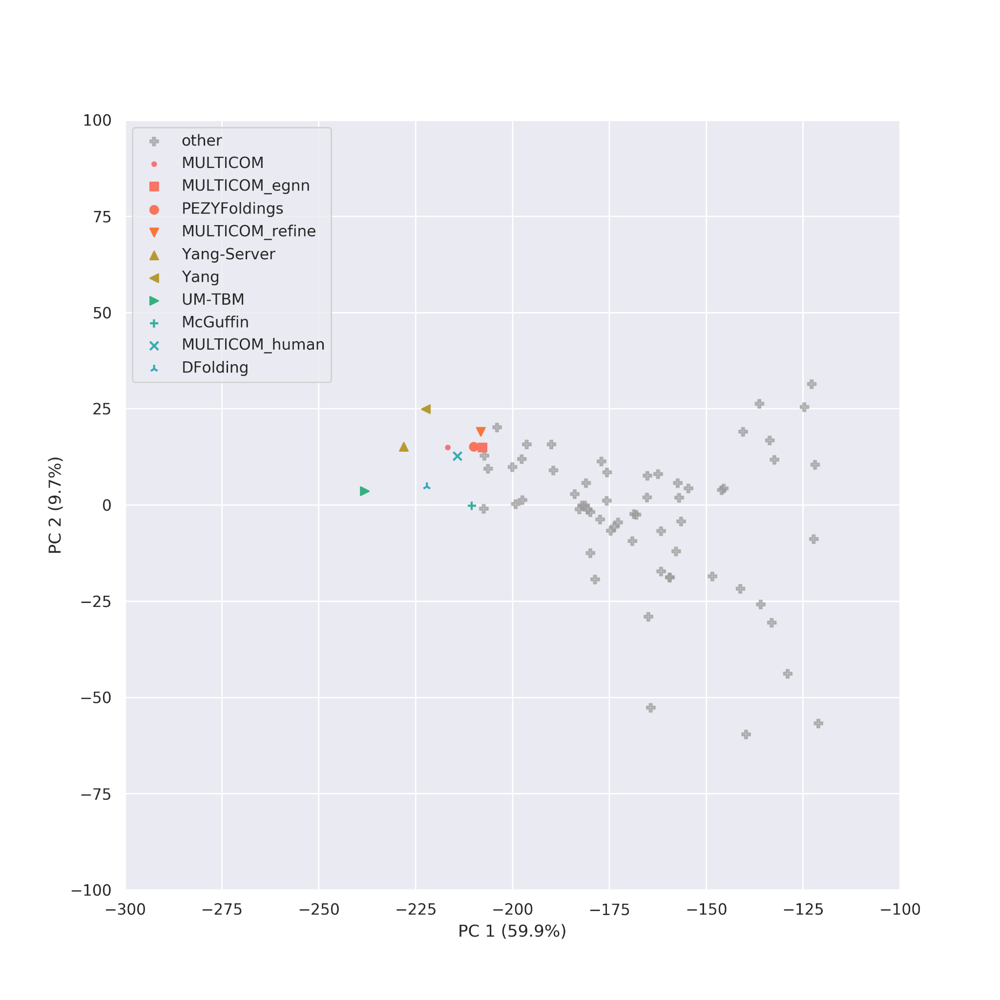 100
75
50
25
0
−25
−50
−75
−100
PC 2 (9.7%)
other
MULTICOM
MULTICOM_egnn
PEZYFoldings
MULTICOM_refine
Yang-Server
Yang
UM-TBM
McGuffin
MULTICOM_human
DFolding
−300 −275 −250 −225 −200 −175 −150 −125 −100
PC 1 (59.9%)